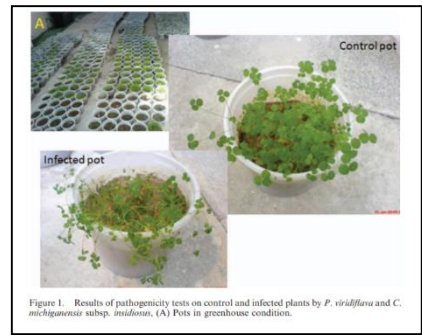 A
Control pot
Infected pot
Figure 1. Results of pathogenicity tests on control and infected plants by P. viridiflava and C.
michiganensis subsp. insidiosus, (A) Pots in greenhouse condition.